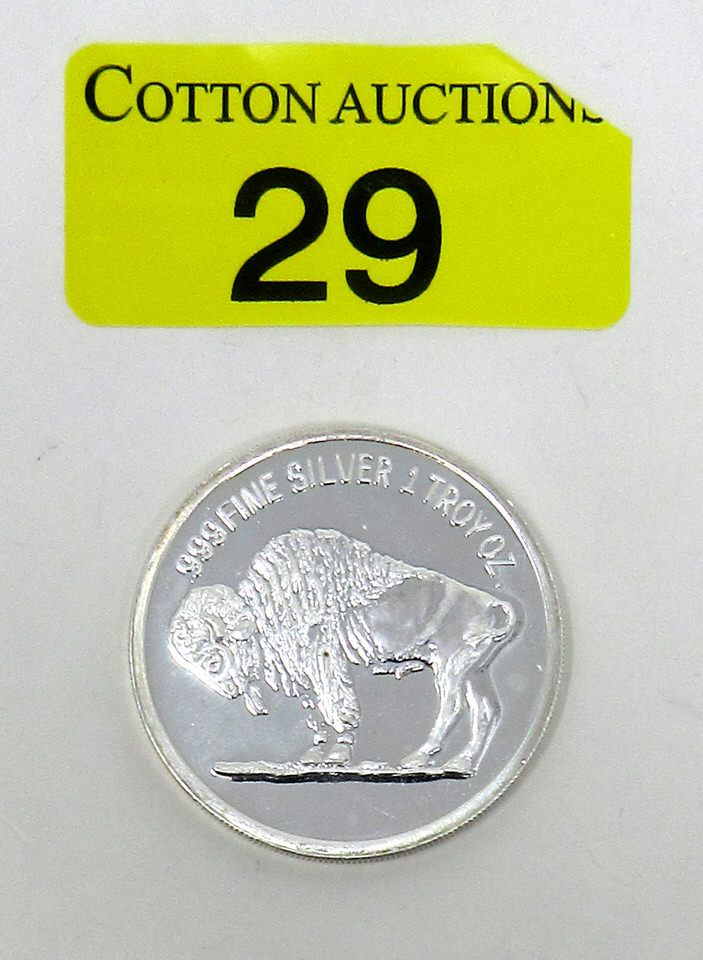 COTTON AUCTIONS
29
.999 FINE SILVER 1 TROY OZ.